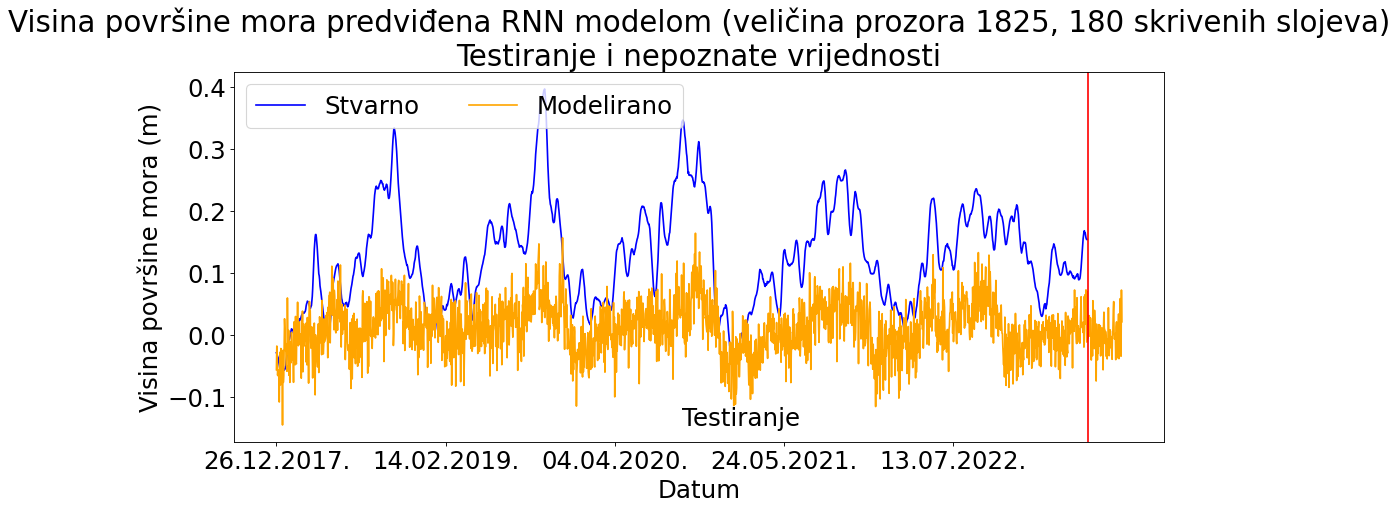 Visina površine mora predviđena RNN modelom (veličina prozora 1825, 180 skrivenih slojeva)
Testiranje i nepoznate vrijednosti
Stvarno
Modelirano
Visina površine mora (m)
0.4
0.3
0.2
0.1
0.0
−0.1
Testiranje
26.12.2017.
14.02.2019.
04.04.2020.
24.05.2021.
13.07.2022.
Datum